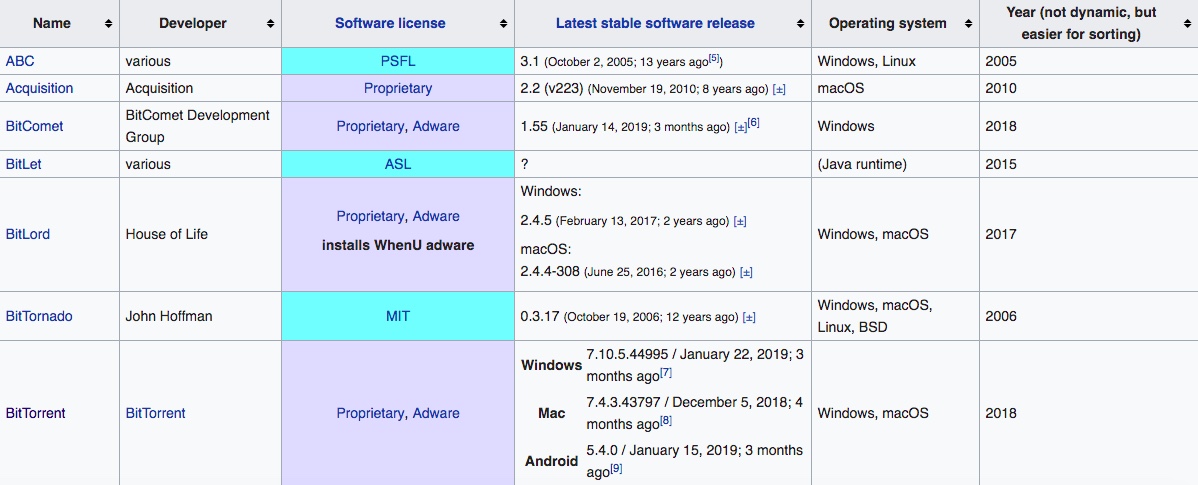 Name Developer Software license Latest stable software release Operating system Year (not dynamic, but easier for sorting)
ABC various PSFL 3.1 (October 2, 2005; 13 years ago[5]) Windows, Linux 2005
Acquisition Acquisition Proprietary 2.2 (v223) (November 19, 2010; 8 years ago) [±] macOS 2010
BitComet BitComet Development Group Proprietary, Adware 1.55 (January 14, 2019; 3 months ago) [±][6] Windows 2018
BitLet various ASL ? (Java runtime) 2015
BitLord House of Life Proprietary, Adware
installs WhenU adware
Windows:
2.4.5 (February 13, 2017; 2 years ago) [±]
macOS:
2.4.4-308 (June 25, 2016; 2 years ago) [±]
Windows, macOS 2017
BitTornado John Hoffman MIT 0.3.17 (October 19, 2006; 12 years ago) [±] Windows, macOS,
Linux, BSD 2006
BitTorrent BitTorrent Proprietary, Adware
Windows 7.10.5.44995 / January 22, 2019; 3
months ago[7]
Mac 7.4.3.43797 / December 5, 2018; 4
months ago[8]
Android 5.4.0 / January 15, 2019; 3 months
ago[9]
Windows, macOS 2018